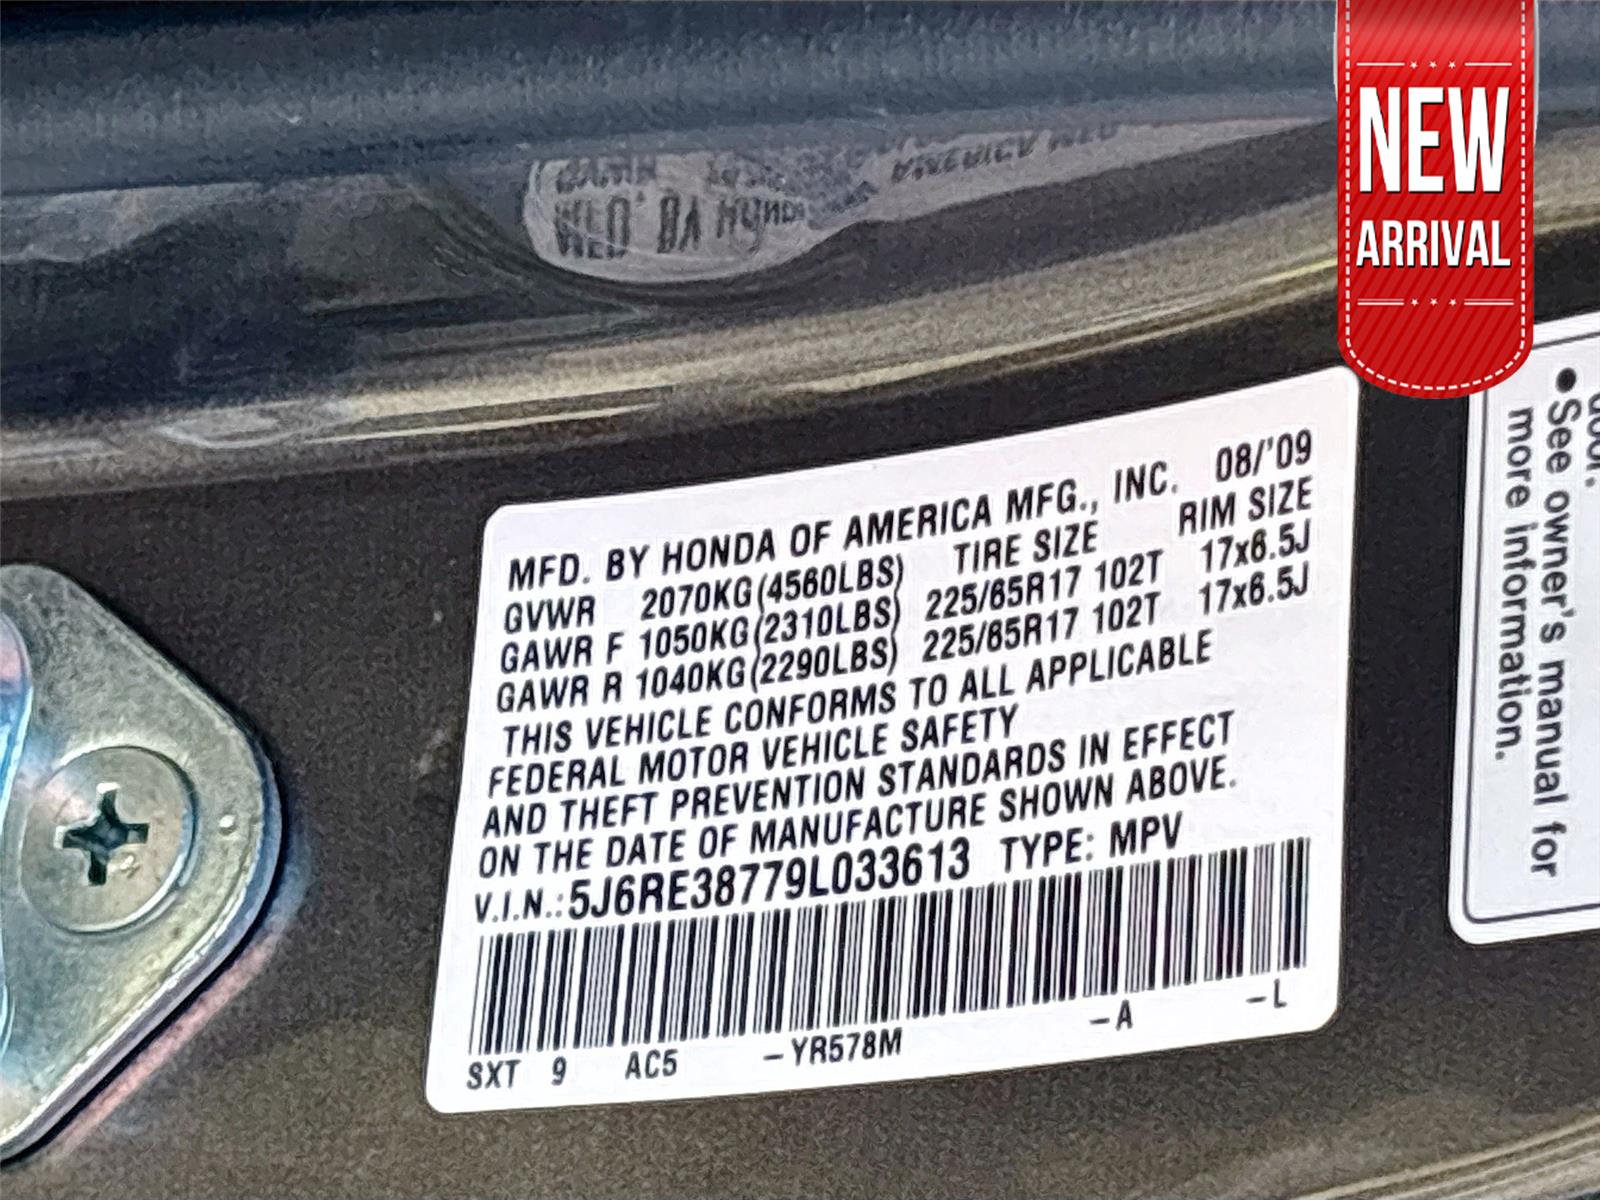 NEW
ARRIVAL
MFD. BY HONDA OF AMERICA MFG., INC. 08/'09
GVWR 2070KG(4560LBS) TIRE SIZE RIM SIZE
GAWR F 1050KG(2310LBS) 225/65R17 102T 17x6.5J
GAWR R 1040KG(2290LBS) 225/65R17 102T 17x6.5J
THIS VEHICLE CONFORMS TO ALL APPLICABLE
FEDERAL MOTOR VEHICLE SAFETY
AND THEFT PREVENTION STANDARDS IN EFFECT
ON THE DATE OF MANUFACTURE SHOWN ABOVE.
V.I.N.:5J6RE38779L033613 TYPE: MPV
SXT 9 AC5 -YR578M -A -L
door.
●See owner's manual for
more information.